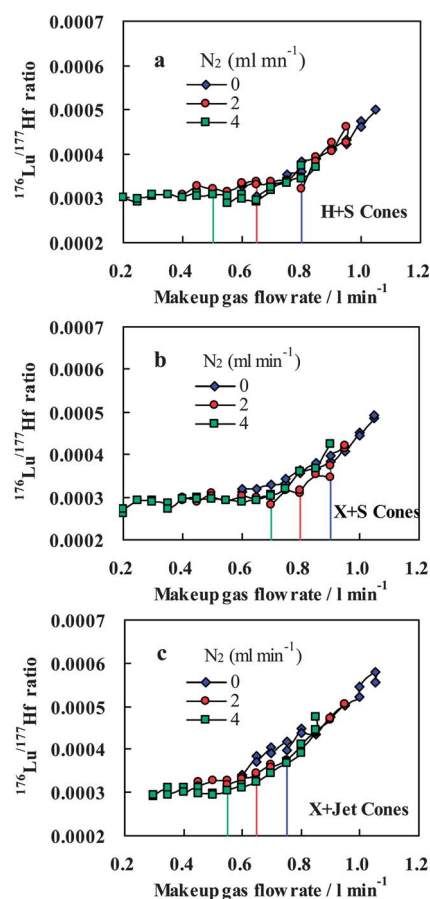 a
N₂ (ml mn⁻¹)
0
2
4
0.0007
0.0006
0.0005
0.0004
0.0003
0.0002
¹⁷⁶Lu/¹⁷⁷Hf ratio
H+S Cones
0.2 0.4 0.6 0.8 1.0 1.2
Makeup gas flow rate / l min⁻¹
b
N₂ (ml min⁻¹)
0
2
4
0.0007
0.0006
0.0005
0.0004
0.0003
0.0002
¹⁷⁶Lu/¹⁷⁷Hf ratio
X+S Cones
0.2 0.4 0.6 0.8 1.0 1.2
Makeup gas flow rate / l min⁻¹
c
N₂ (ml min⁻¹)
0
2
4
0.0007
0.0006
0.0005
0.0004
0.0003
0.0002
¹⁷⁶Lu/¹⁷⁷Hf ratio
X+Jet Cones
0.2 0.4 0.6 0.8 1.0 1.2
Makeup gas flow rate / l min⁻¹